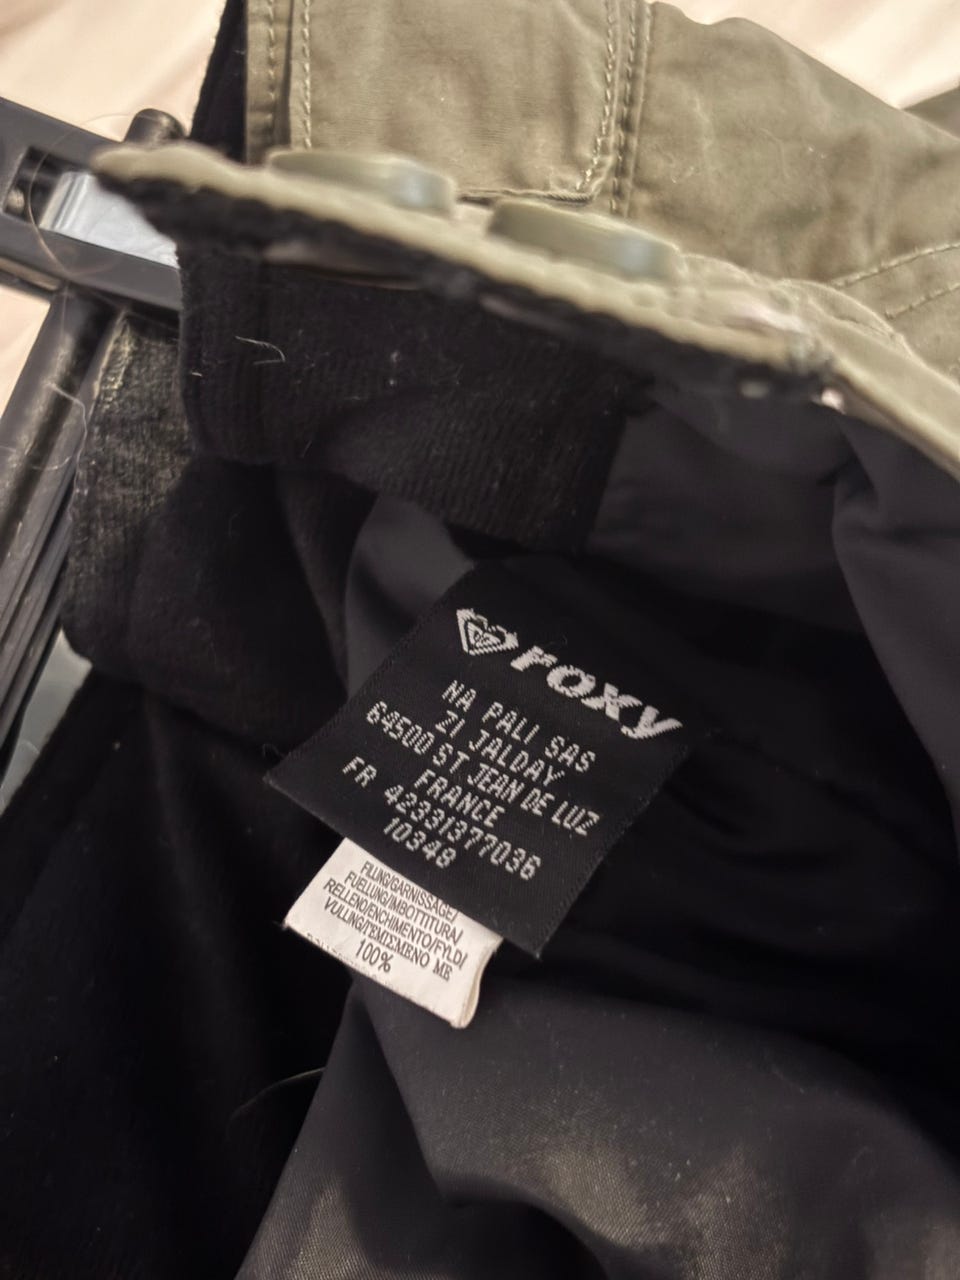 roxy
NA PALI SAS
ZI JALDAY
64500 ST JEAN DE LUZ
FRANCE
FR 42331377036
10348
FILLING/GARNISSAGE/
FUELLUNG/IMBOTTITURA/
RELLENO/ENCHIMENTO/FYLD/
VULLING/ΓΕΜΙΣΜΕΝΟ ΜΕ
100%